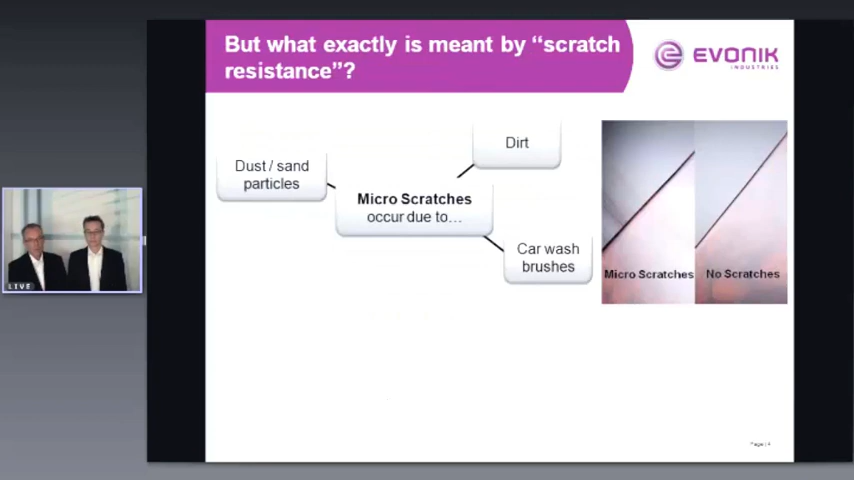 But what exactly is meant by “scratch
resistance”?
EVONIK
INDUSTRIES
Dirt
Dust / sand
particles
Micro Scratches
occur due to…
Car wash
brushes
Micro Scratches
No Scratches
LIVE